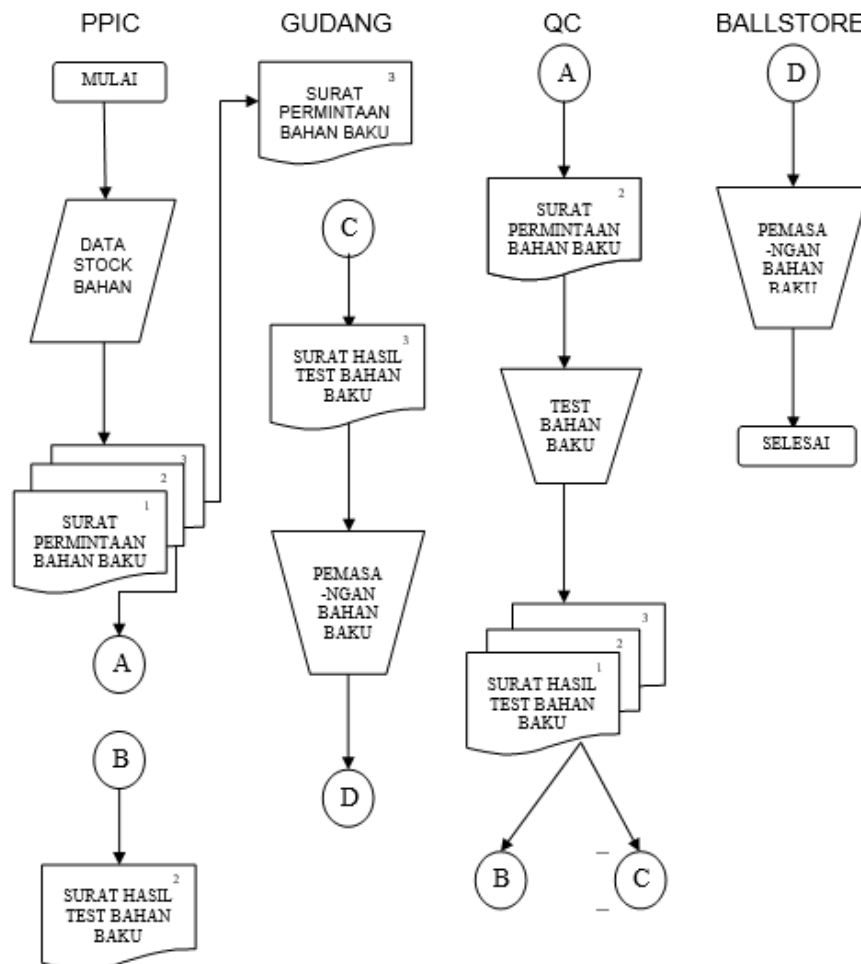 PPIC
MULAI
DATA
STOCK
BAHAN
3
2
1
SURAT
PERMINTAAN
BAHAN BAKU
A
B
2
SURAT HASIL
TEST BAHAN
BAKU
GUDANG
3
SURAT
PERMINTAAN
BAHAN BAKU
C
3
SURAT HASIL
TEST BAHAN
BAKU
PEMASA
-NGAN
BAHAN
BAKU
D
QC
A
2
SURAT
PERMINTAAN
BAHAN BAKU
TEST
BAHAN
BAKU
3
2
1
SURAT HASIL
TEST BAHAN
BAKU
B
C
BALLSTORE
D
PEMASA
-NGAN
BAHAN
BAKU
SELESAI